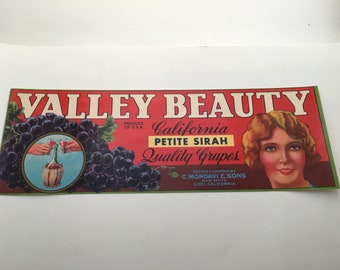 VALLEY BEAUTY
PRODUCE
OF U.S.A.
California
PETITE SIRAH
Quality Grapes
PACKED & SHIPPED BY
C. MONDAVI & SONS
LODI, CALIFORNIA